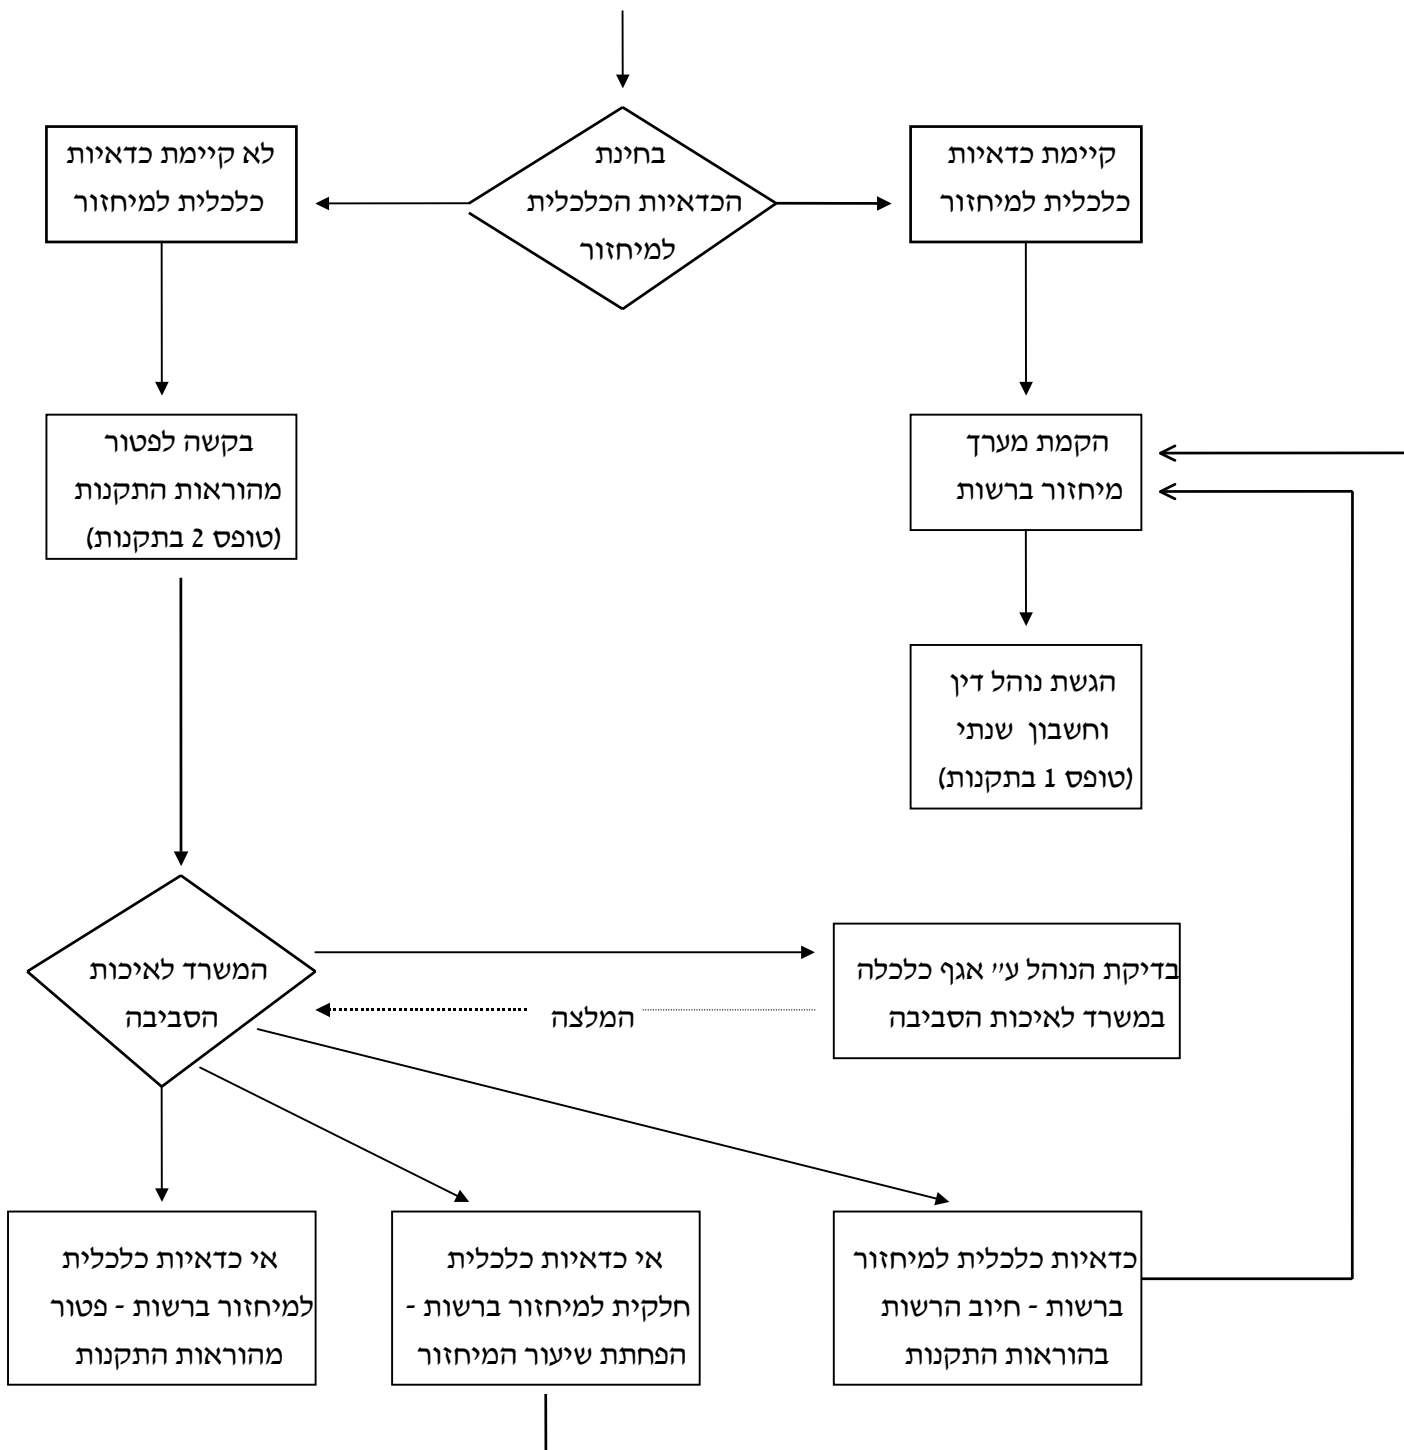 קיימת כדאיות
כלכלית למיחזור
בחינת
הכדאיות הכלכלית
למיחזור
לא קיימת כדאיות
כלכלית למיחזור
הקמת מערך
מיחזור ברשות
בקשה לפטור
מהוראות התקנות
(טופס 2 בתקנות)
הגשת נוהל דין
וחשבון שנתי
(טופס 1 בתקנות)
המשרד לאיכות
הסביבה
המלצה
בדיקת הנוהל ע״י אגף כלכלה
במשרד לאיכות הסביבה
כדאיות כלכלית למיחזור
ברשות - חיוב הרשות
בהוראות התקנות
אי כדאיות כלכלית
חלקית למיחזור ברשות -
הפחתת שיעור המיחזור
אי כדאיות כלכלית
למיחזור ברשות - פטור
מהוראות התקנות